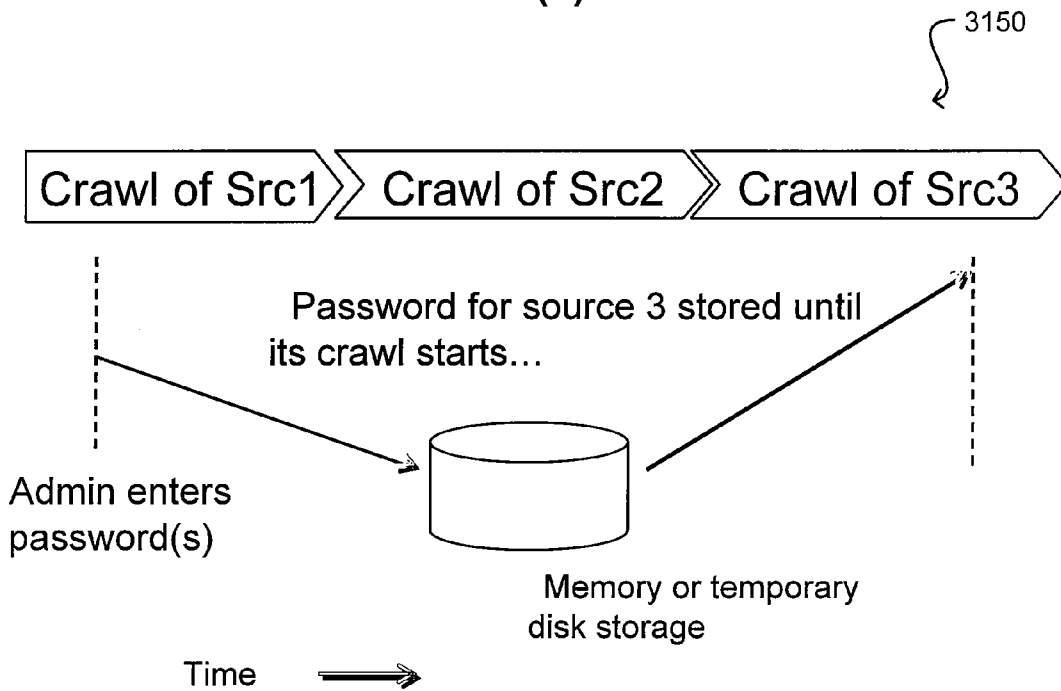 3150
Crawl of Src1
Crawl of Src2
Crawl of Src3
Password for source 3 stored until
its crawl starts...
Admin enters
password(s)
Memory or temporary
disk storage
Time